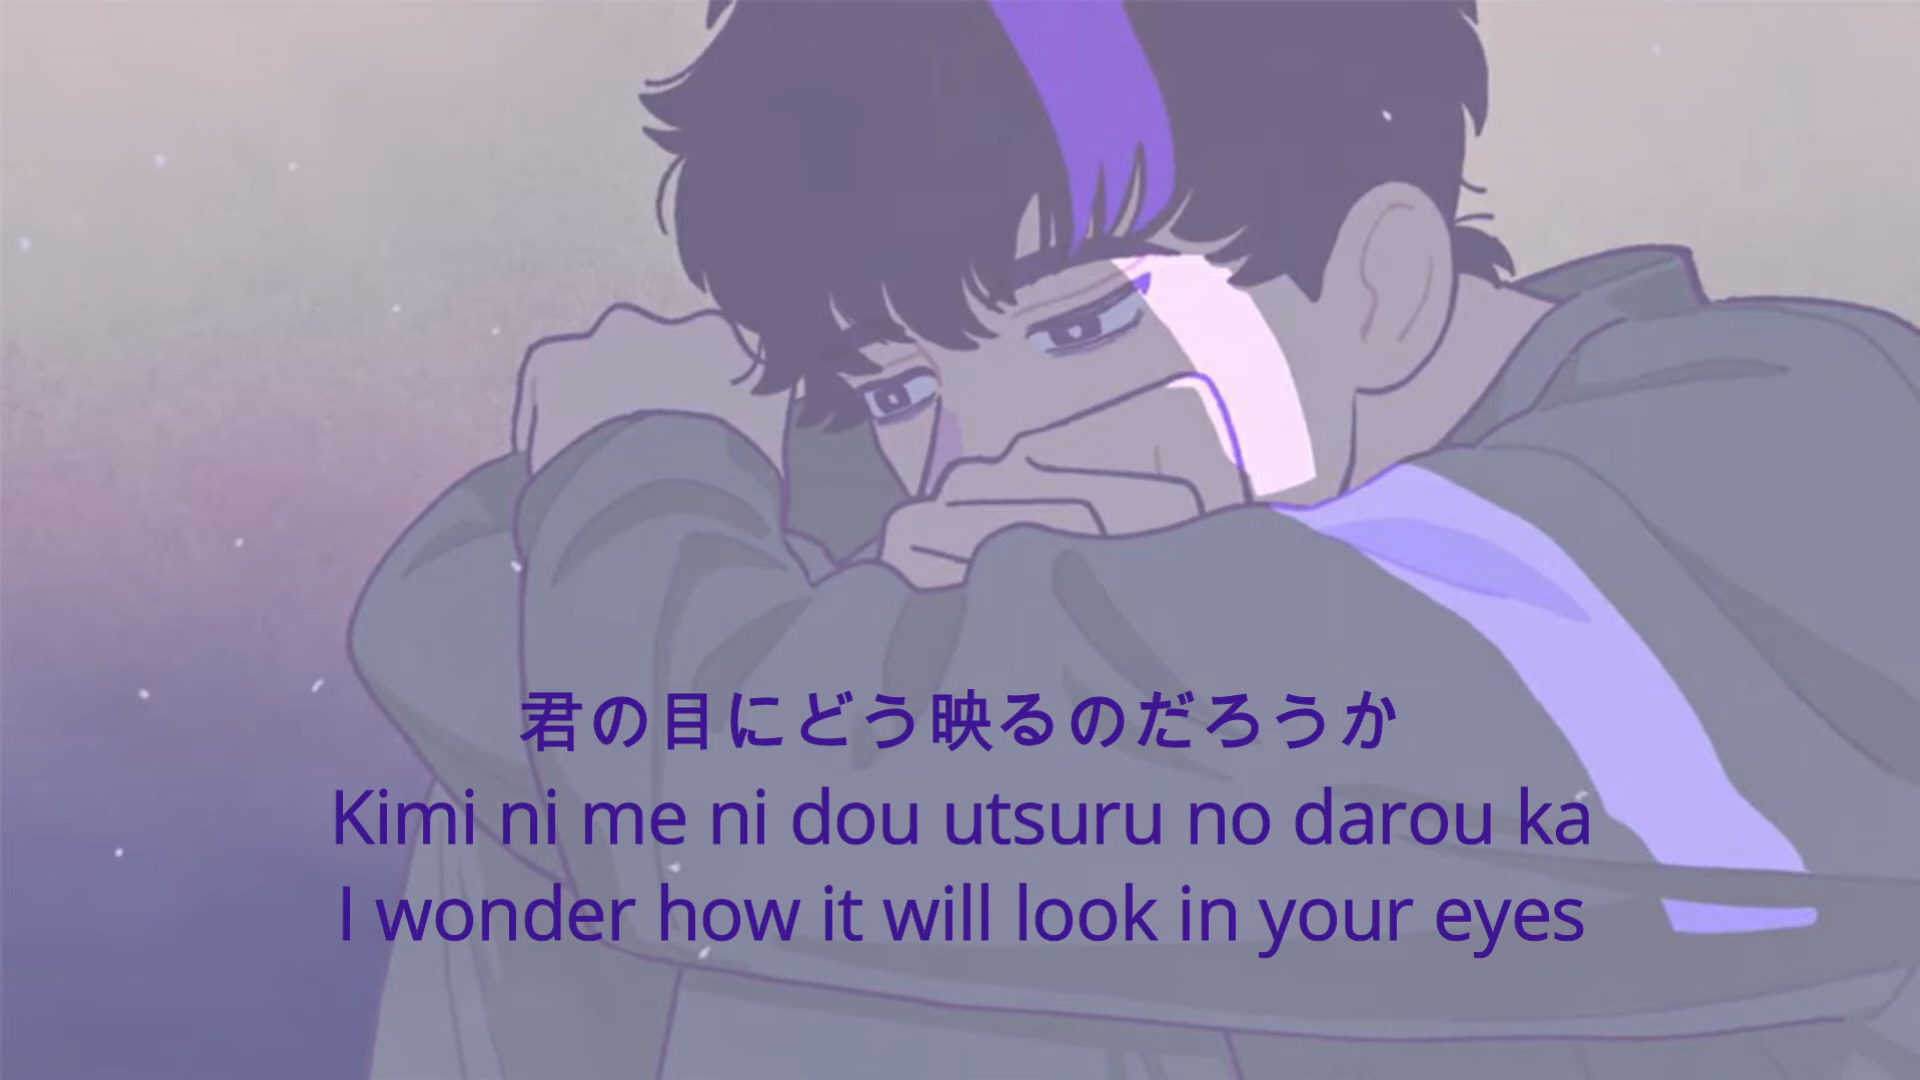 君の目にどう映るのだろうか
Kimi ni me ni dou utsuru no darou ka
I wonder how it will look in your eyes